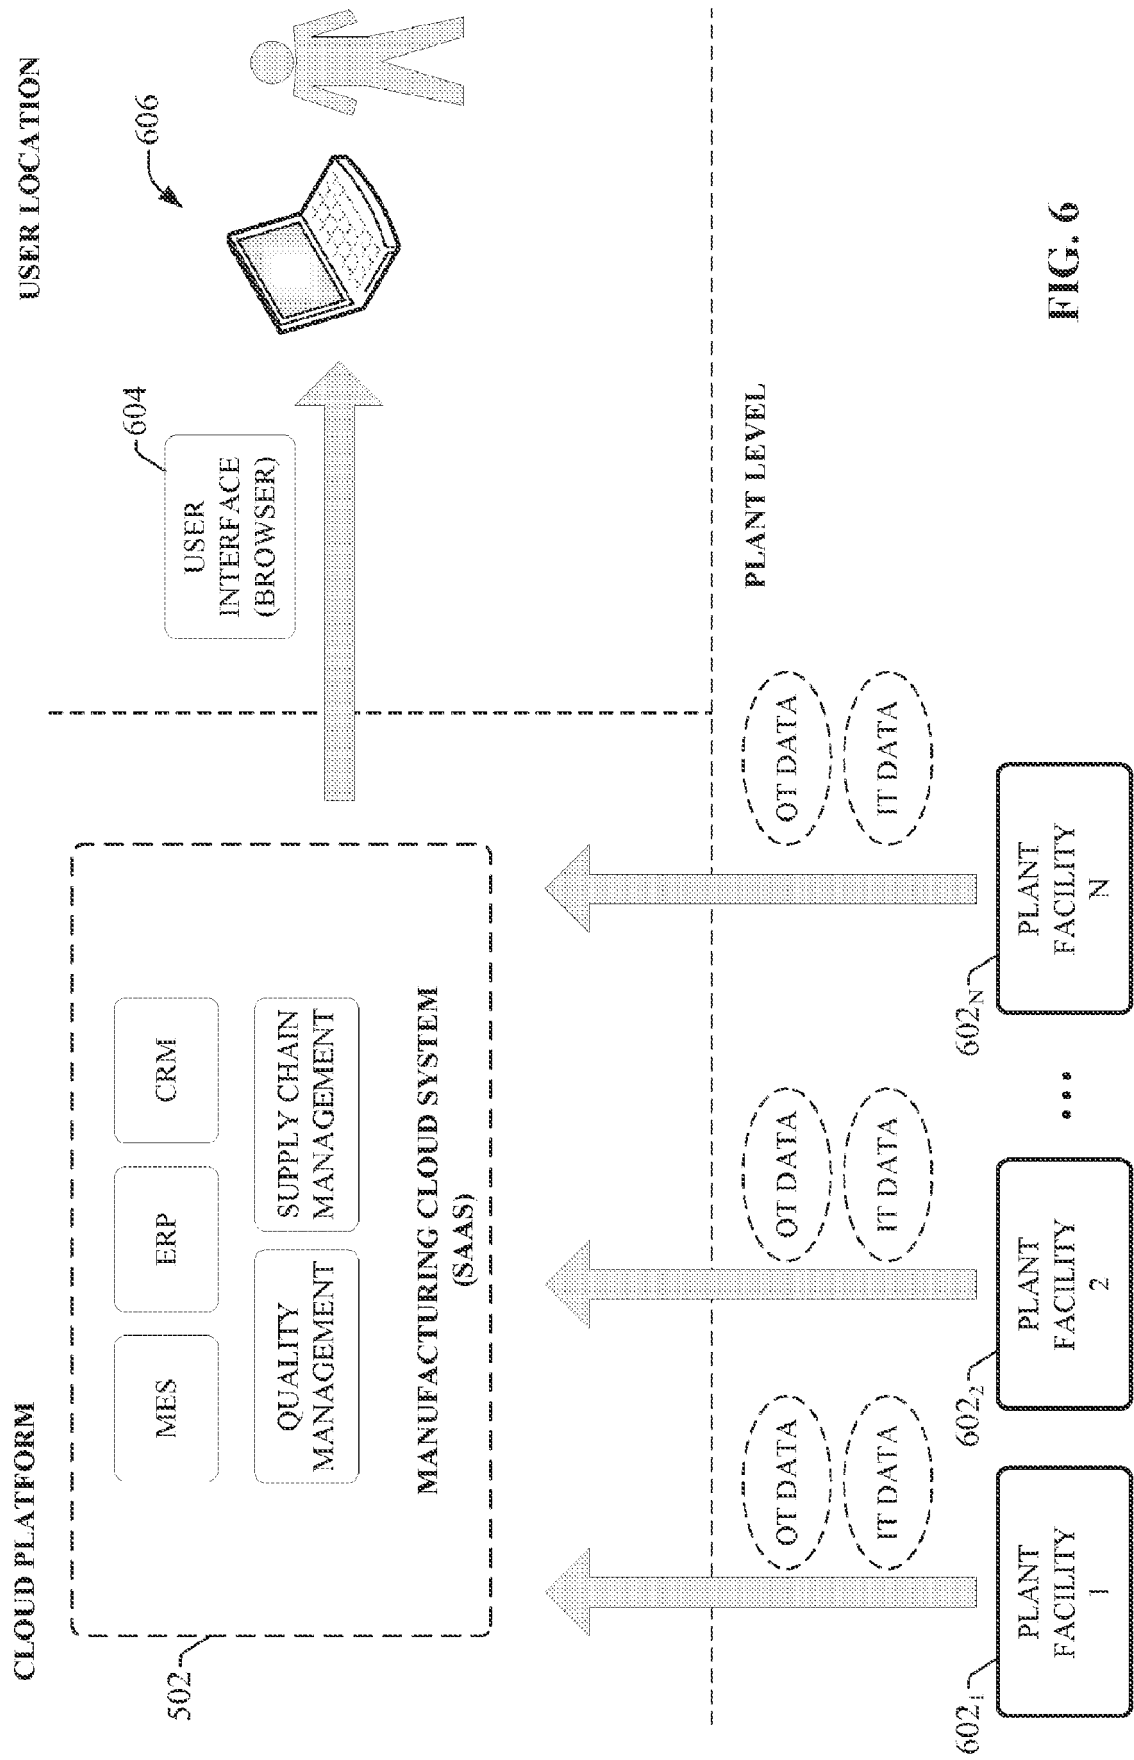 CLOUD PLATFORM
USER LOCATION
502
MES
ERP
CRM
QUALITY
MANAGEMENT
SUPPLY CHAIN
MANAGEMENT
MANUFACTURING CLOUD SYSTEM
(SAAS)
604
USER
INTERFACE
(BROWSER)
606
PLANT LEVEL
OT DATA
IT DATA
OT DATA
IT DATA
OT DATA
IT DATA
602₁
PLANT
FACILITY
1
602₂
PLANT
FACILITY
2
•••
602N
PLANT
FACILITY
N
FIG. 6